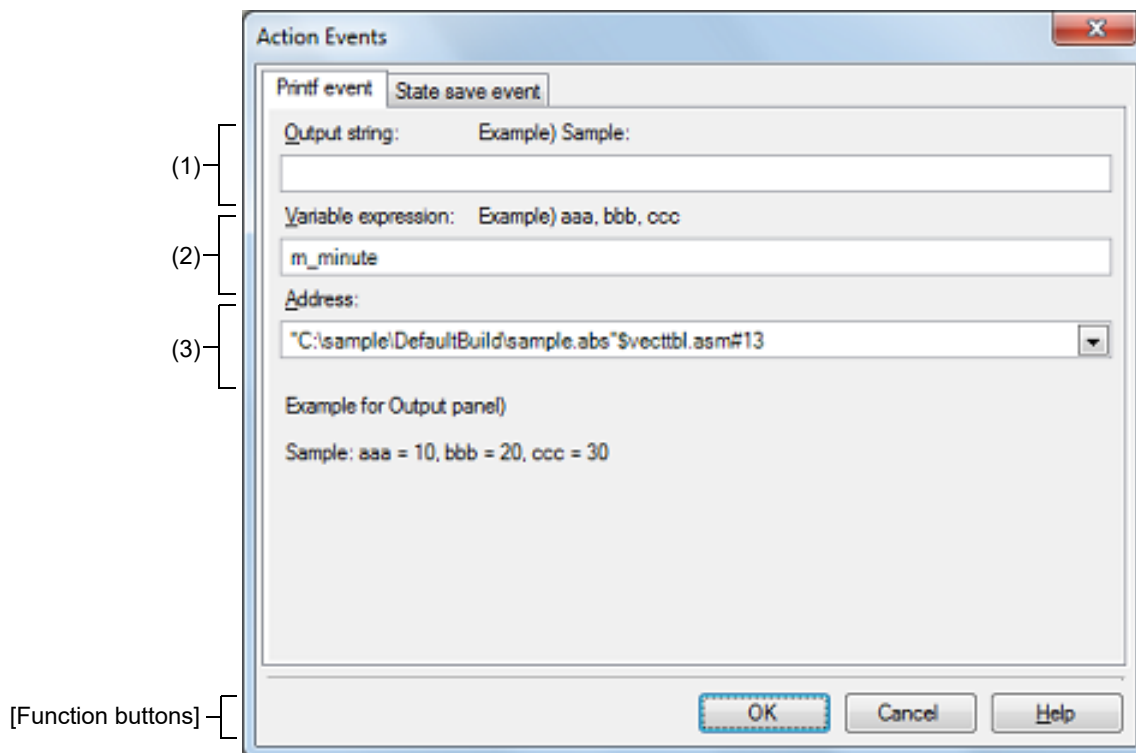 Action Events
Printf event State save event
(1)
Output string: Example) Sample:
(2)
Variable expression: Example) aaa, bbb, ccc
m_minute
(3)
Address:
"C:\sample\DefaultBuild\sample.abs"$vecttbl.asm#13
Example for Output panel)
Sample: aaa = 10, bbb = 20, ccc = 30
[Function buttons]
OK Cancel Help